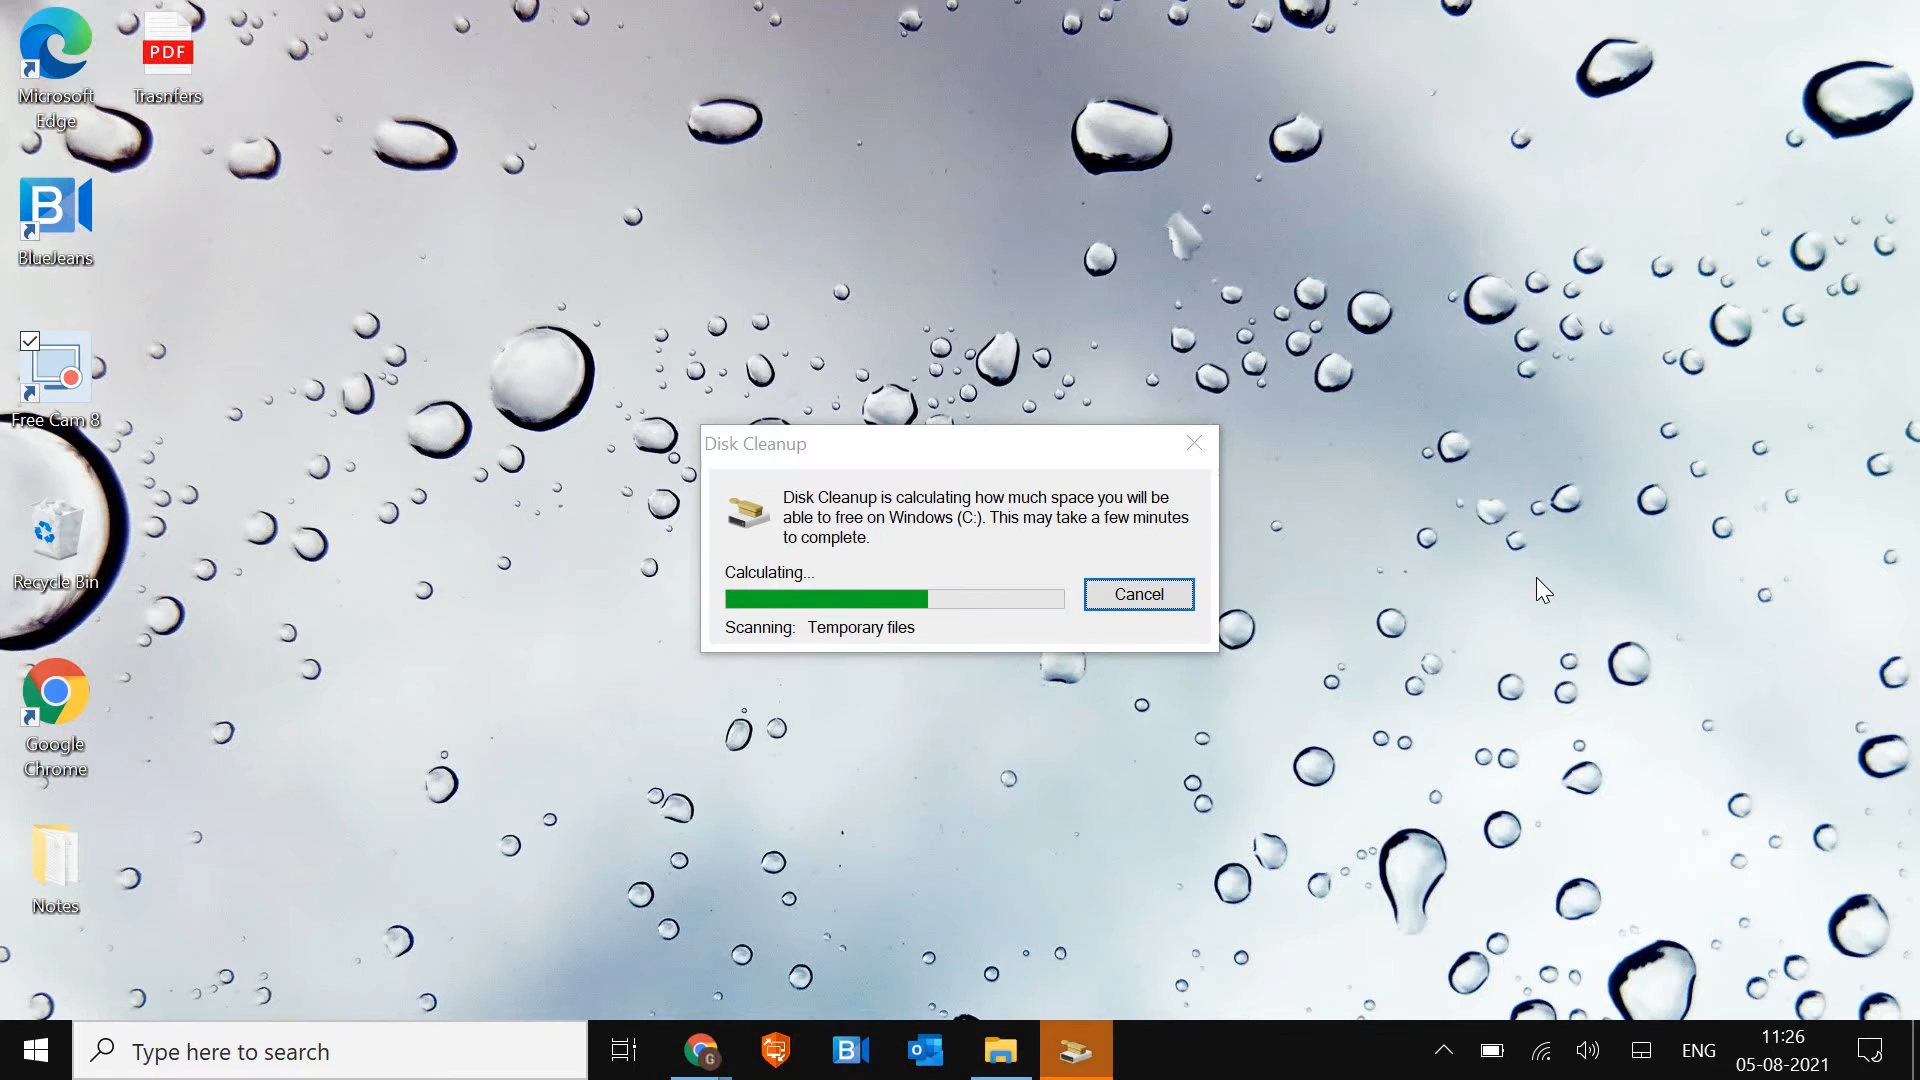 Microsoft
Edge
PDF
Trasnfers
B
BlueJeans
Free Cam 8
Recycle Bin
Google
Chrome
Notes
Disk Cleanup
Disk Cleanup is calculating how much space you will be
able to free on Windows (C:). This may take a few minutes
to complete.
Calculating...
Cancel
Scanning: Temporary files
Type here to search
G
B
o
ENG
11:26
05-08-2021